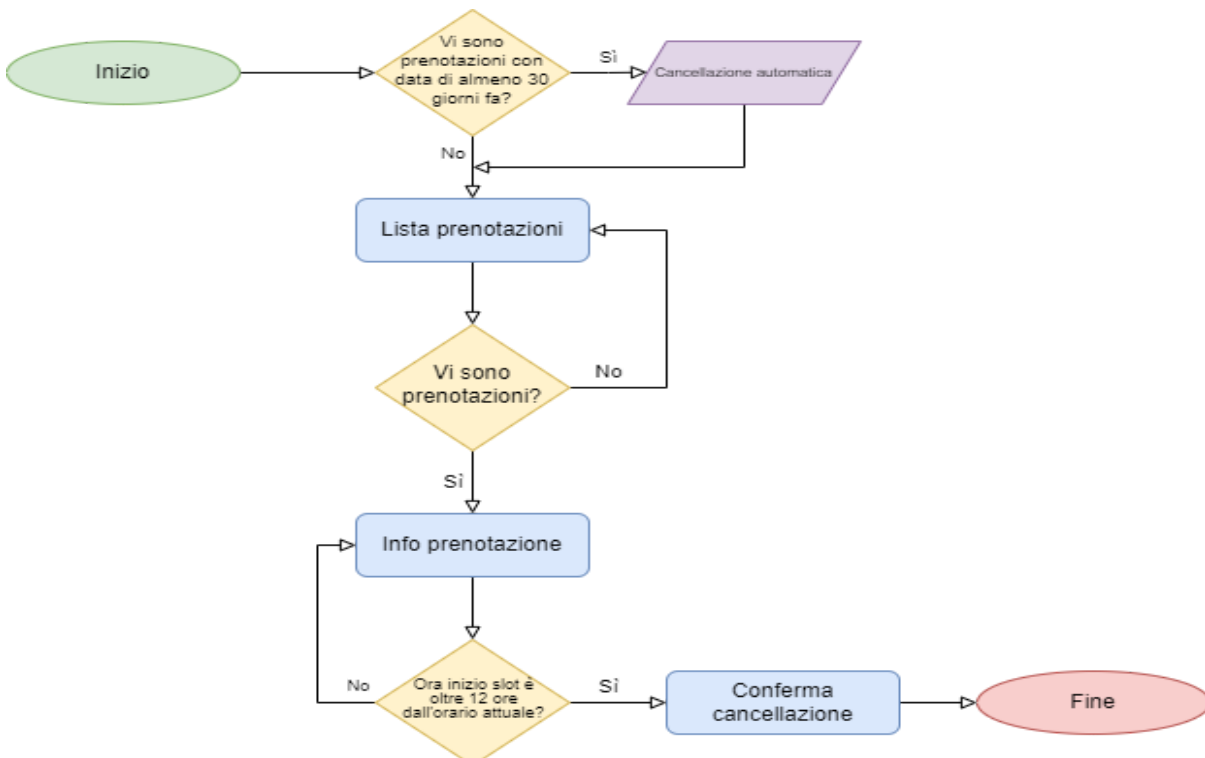 Inizio
Vi sono
prenotazioni con
data di almeno 30
giorni fa?
Sì
Cancellazione automatica
No
Lista prenotazioni
Vi sono
prenotazioni?
No
Sì
Info prenotazione
No
Ora inizio slot è
oltre 12 ore
dall'orario attuale?
Sì
Conferma
cancellazione
Fine